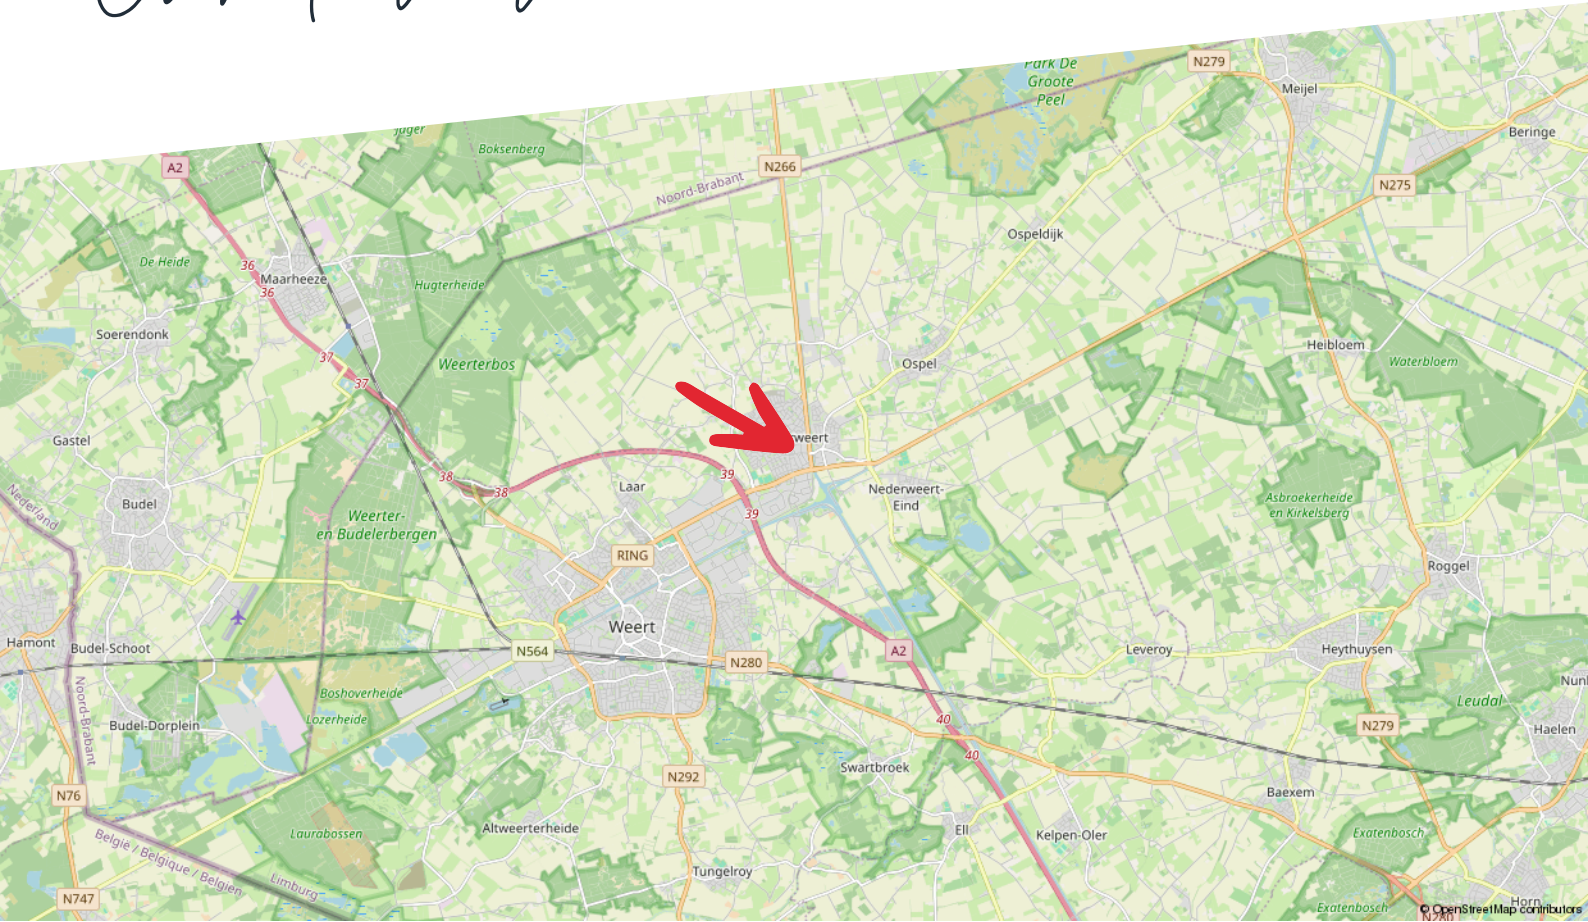 Park De
Groote
Peel
N279
Meijel
Beringe
Jager
Boksenberg
A2
N266
N275
Noord-Brabant
Ospeldijk
De Heide
36
Maarheeze
36
Hugterheide
Soerendonk
Heibloem
37
Weerterbos
Ospel
Waterbloem
37
Gastel
weert
38
39
38
Laar
Nederweert-
Eind
Nederland
Budel
Weerter-
en Budelerbergen
39
Asbroekerheide
en Kirkelsberg
RING
Roggel
Weert
Hamont
Budel-Schoot
N564
N280
A2
Leveroy
Heythuysen
Noord-Brabant
Boshoverheide
Leudal
Budel-Dorplein
Lozerheide
40
N279
Haelen
40
Swartbroek
N292
N76
Baexem
Laurabossen
Altweerterheide
Ell
Kelpen-Oler
Exatenbosch
België / Belgique / Belgien
Limburg
Tungelroy
N747
Exatenbosch
Horn
N280
© OpenStreetMap contributors